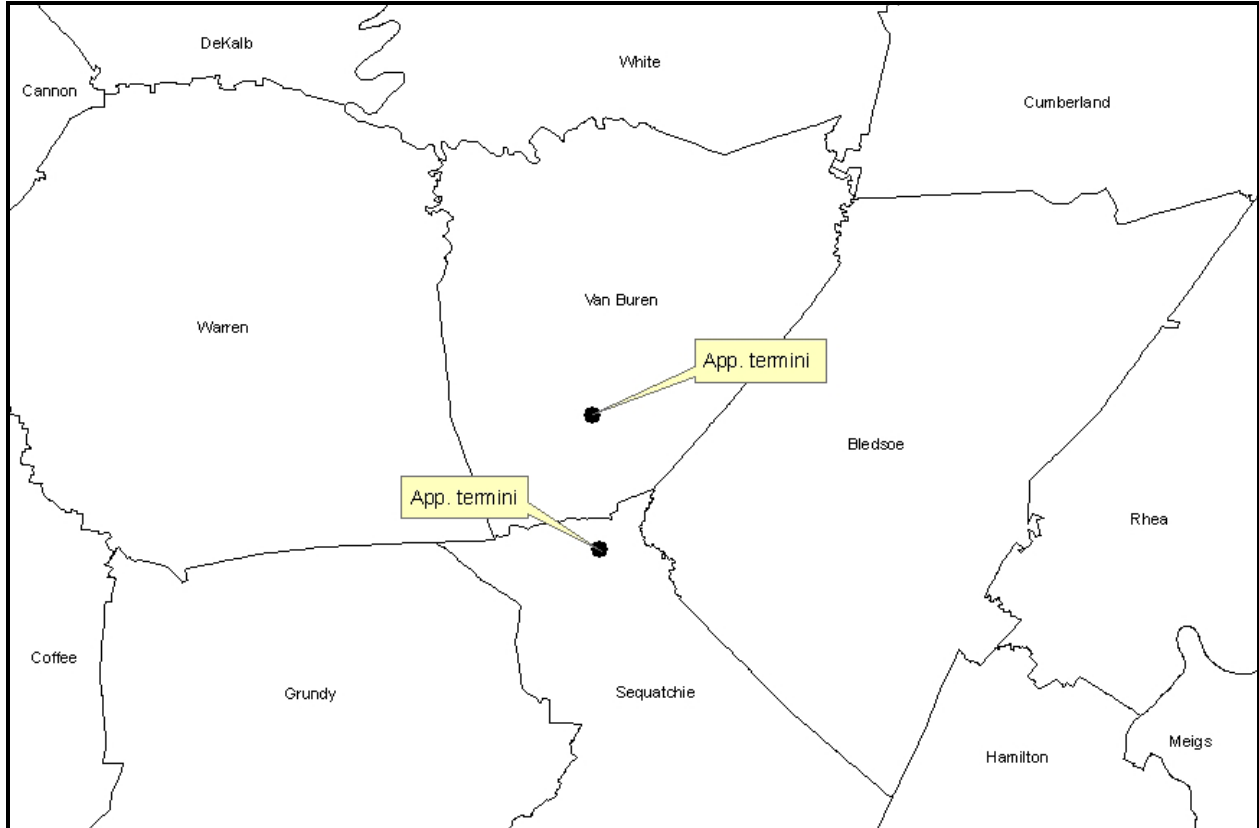 DeKalb
White
Cannon
Cumberland
Van Buren
Warren
App. termini
Bledsoe
App. termini
Rhea
Coffee
Grundy
Sequatchie
Meigs
Hamilton